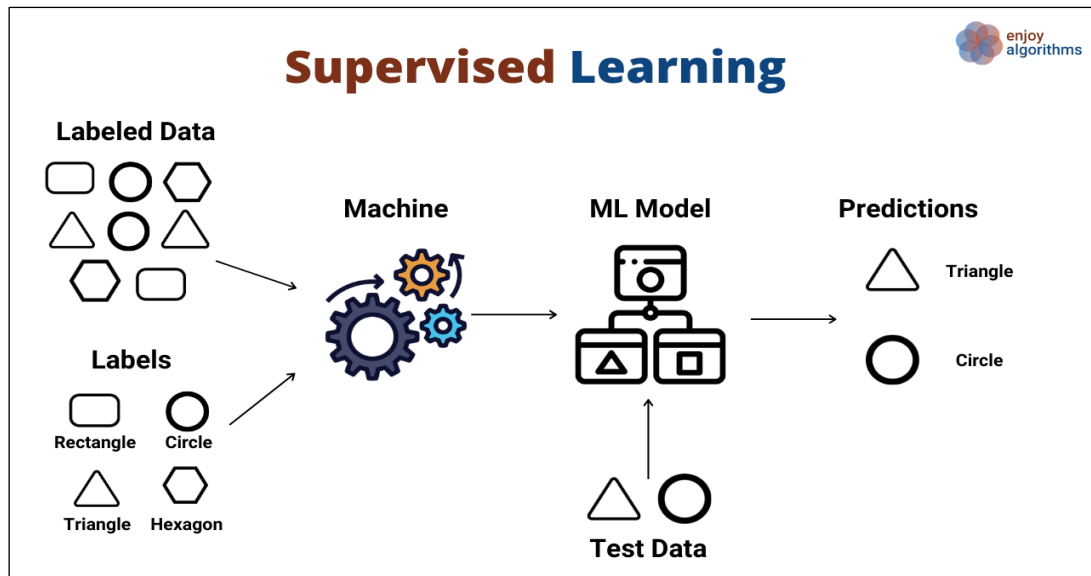 enjoy
algorithms
Supervised Learning
Labeled Data
Machine
ML Model
Predictions
Triangle
Circle
Labels
Rectangle Circle
Triangle Hexagon
Test Data